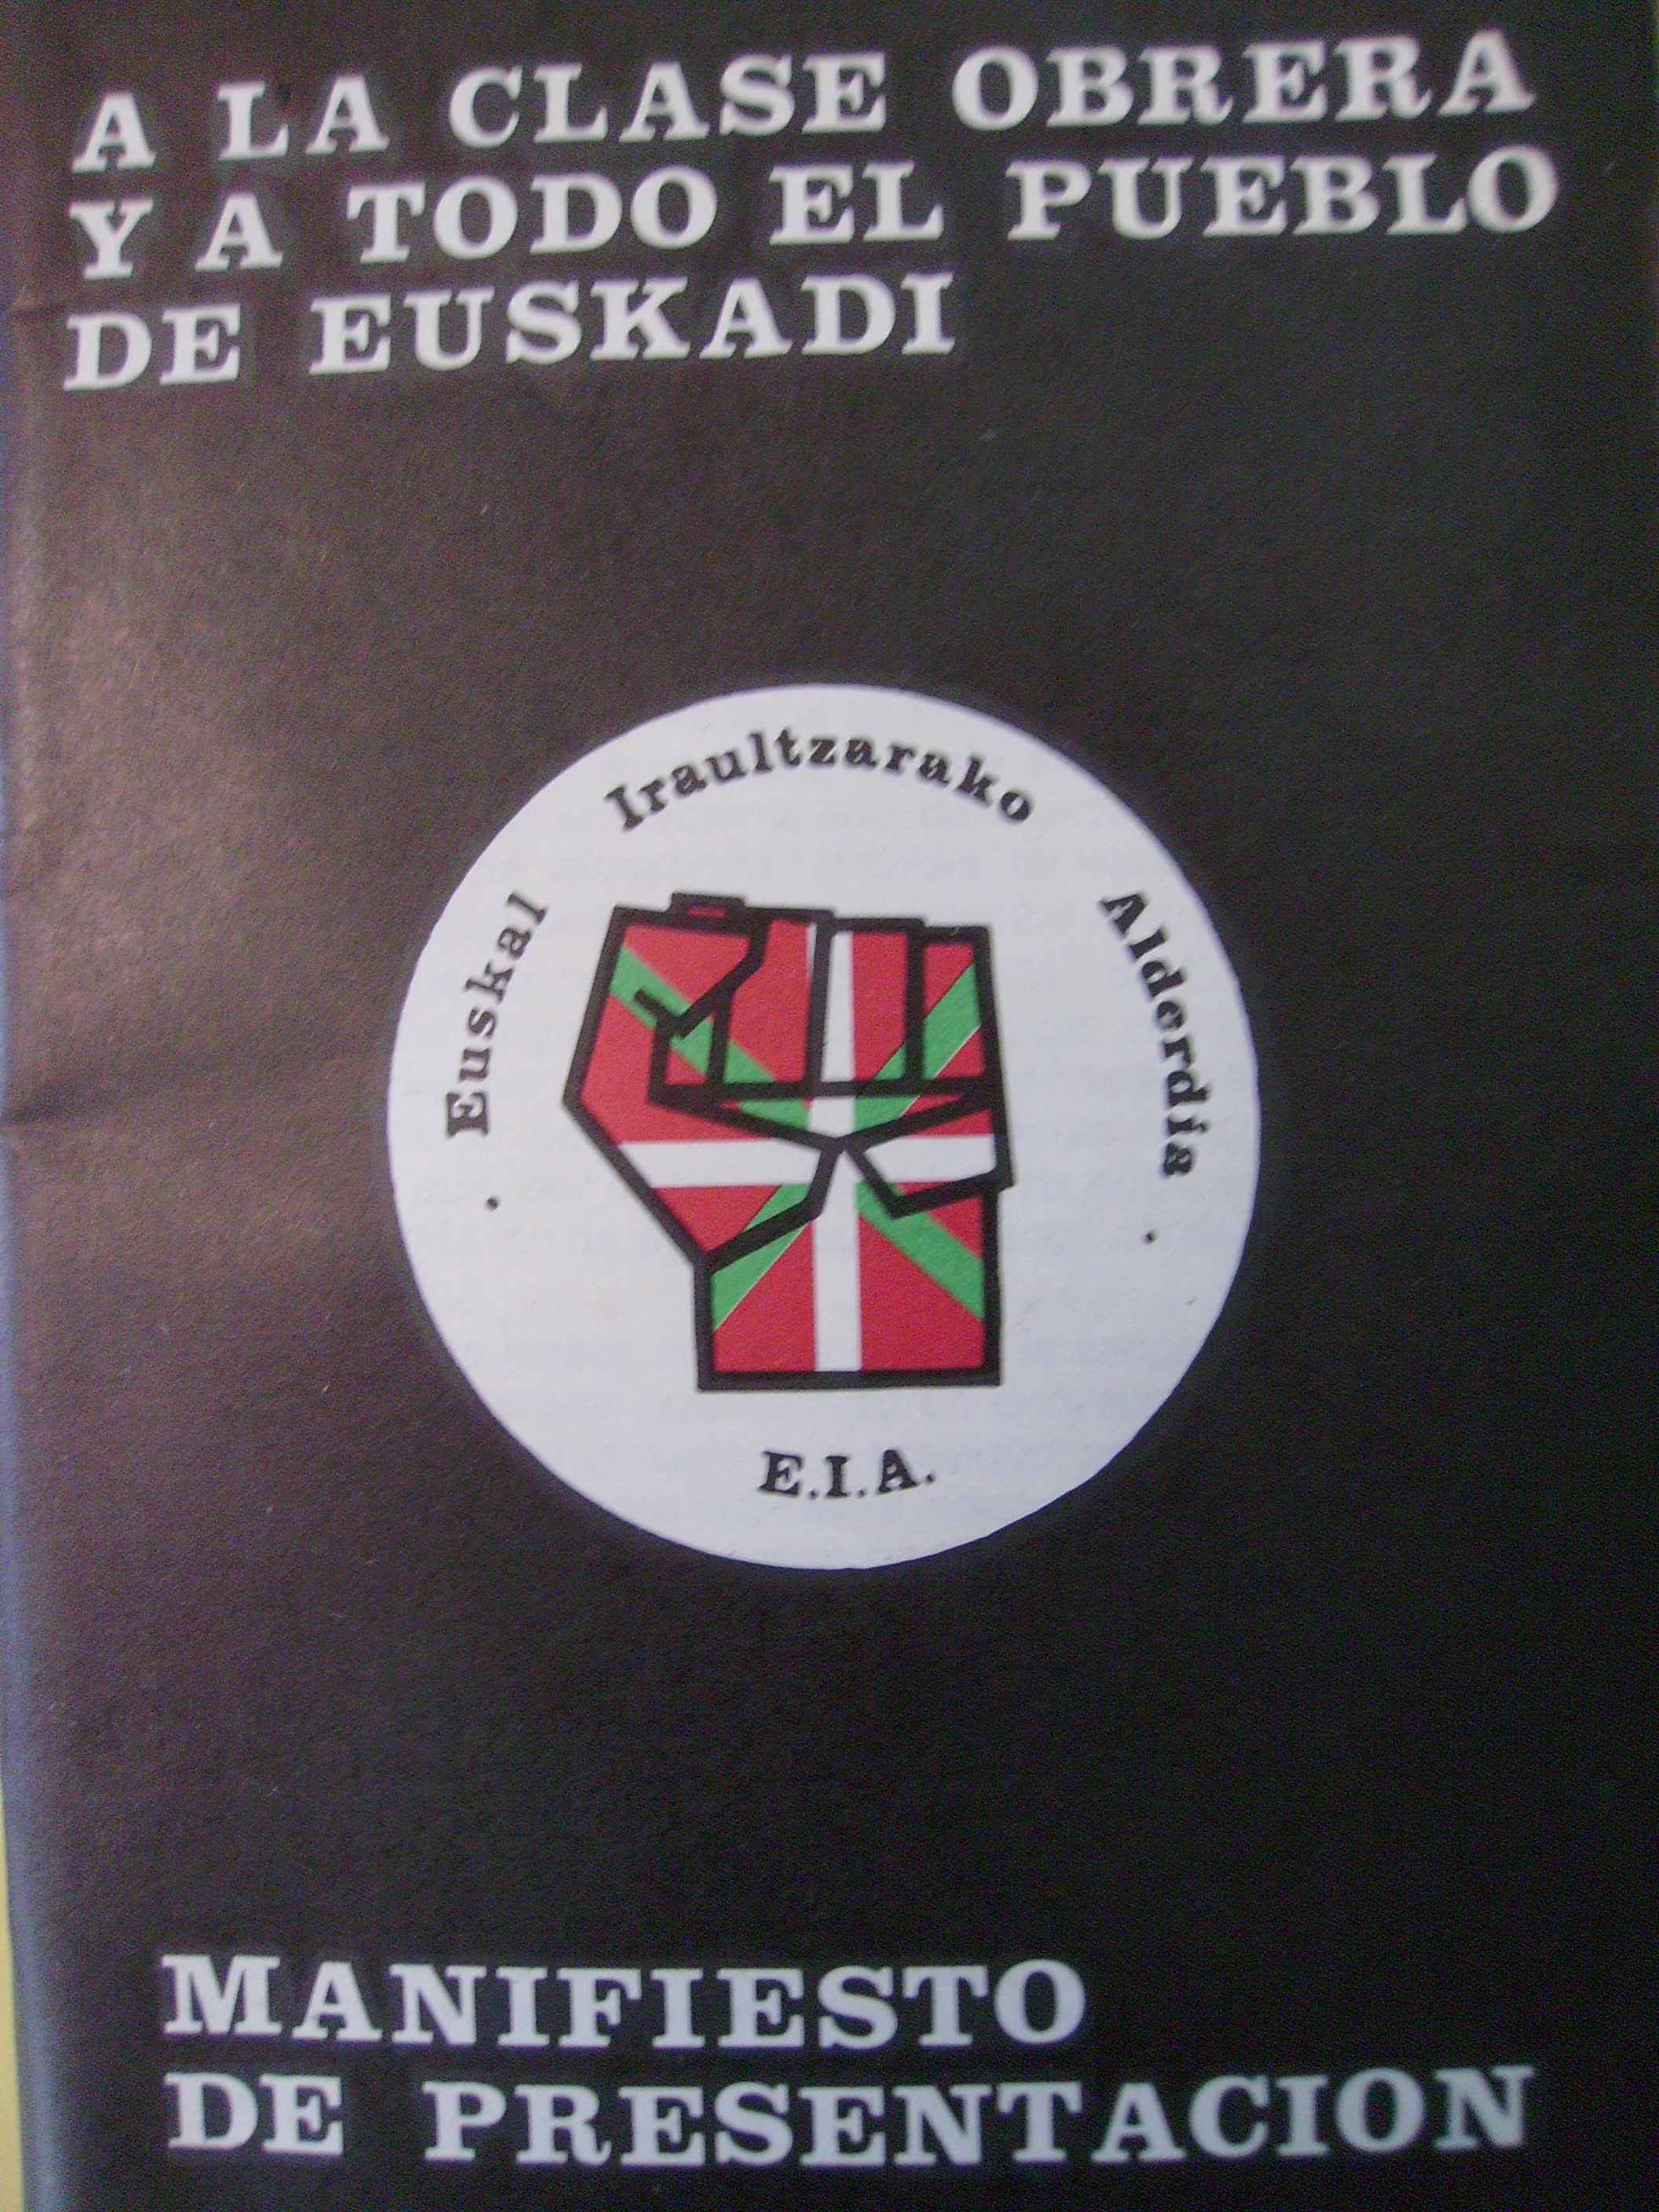 A LA CLASE OBRERA
Y A TODO EL PUEBLO
DE EUSKADI
· Euskal Iraultzarako Alderdia ·
E.I.A.
MANIFIESTO
DE PRESENTACION